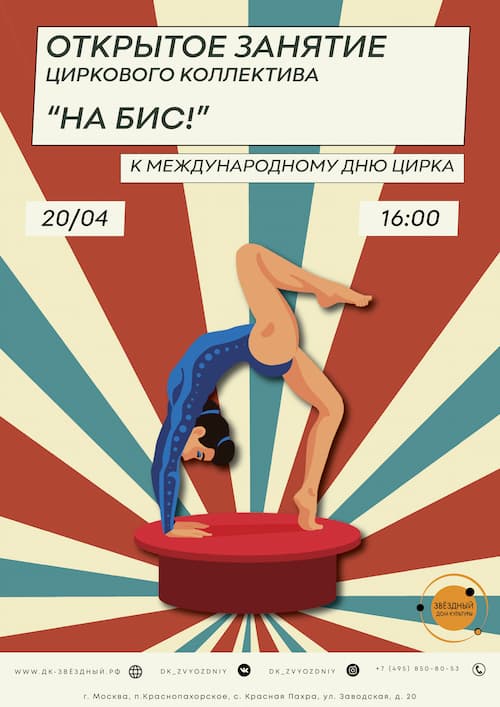 ОТКРЫТОЕ ЗАНЯТИЕ
ЦИРКОВОГО КОЛЛЕКТИВА
“НА БИС!”
К МЕЖДУНАРОДНОМУ ДНЮ ЦИРКА
20/04
16:00
ЗВЁЗДНЫЙ
ДОМ КУЛЬТУРЫ
WWW.ДК-ЗВЁЗДНЫЙ.РФ DK_ZVYOZDNIY DK_ZVYOZDNIY +7 (495) 850-80-53
г. Москва, п.Краснопахорское, с. Красная Пахра, ул. Заводская, д. 20